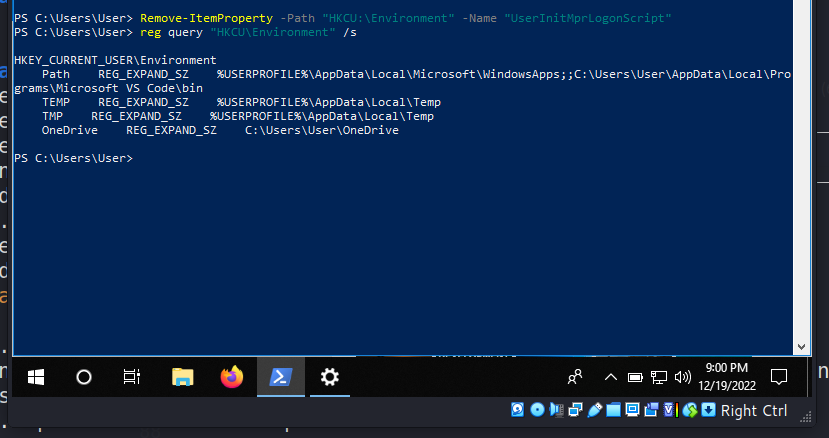 PS C:\Users\User> Remove-ItemProperty -Path "HKCU:\Environment" -Name "UserInitMprLogonScript"
PS C:\Users\User> reg query "HKCU\Environment" /s
HKEY_CURRENT_USER\Environment
Path    REG_EXPAND_SZ    %USERPROFILE%\AppData\Local\Microsoft\WindowsApps;;C:\Users\User\AppData\Local\Pro
grams\Microsoft VS Code\bin
TEMP    REG_EXPAND_SZ    %USERPROFILE%\AppData\Local\Temp
TMP    REG_EXPAND_SZ    %USERPROFILE%\AppData\Local\Temp
OneDrive    REG_EXPAND_SZ    C:\Users\User\OneDrive
PS C:\Users\User>
9:00 PM
12/19/2022
Right Ctrl